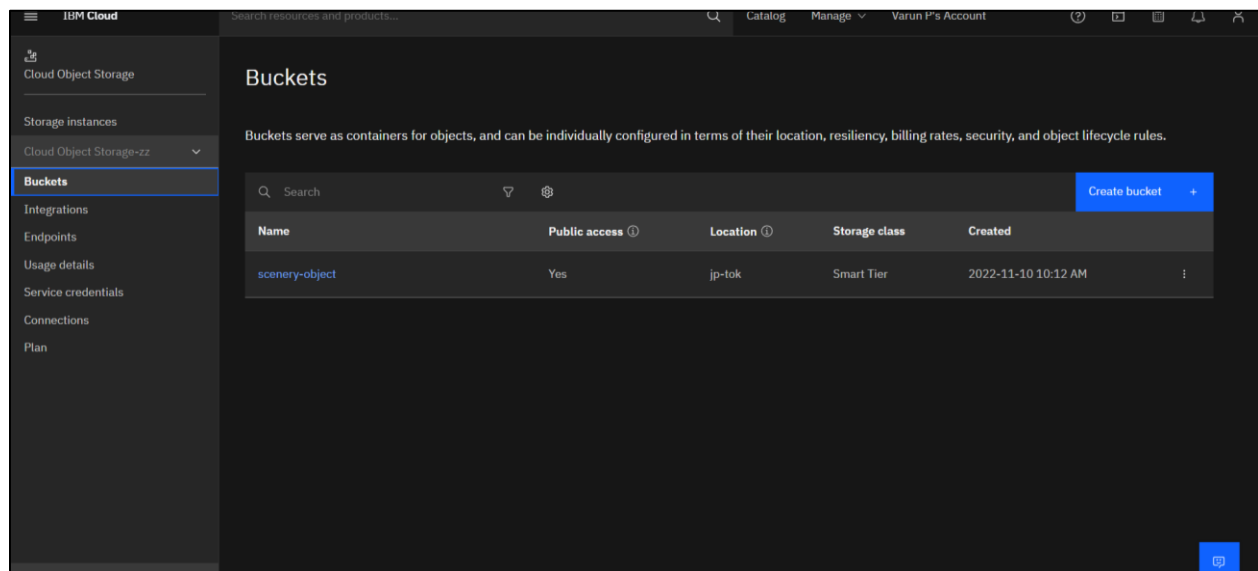 IBM Cloud
Search resources and products...
Catalog
Manage
Varun P's Account
Cloud Object Storage
Storage instances
Cloud Object Storage-zz
Buckets
Integrations
Endpoints
Usage details
Service credentials
Connections
Plan
Buckets
Buckets serve as containers for objects, and can be individually configured in terms of their location, resiliency, billing rates, security, and object lifecycle rules.
Search
Create bucket +
Name Public access Location Storage class Created
scenery-object Yes jp-tok Smart Tier 2022-11-10 10:12 AM